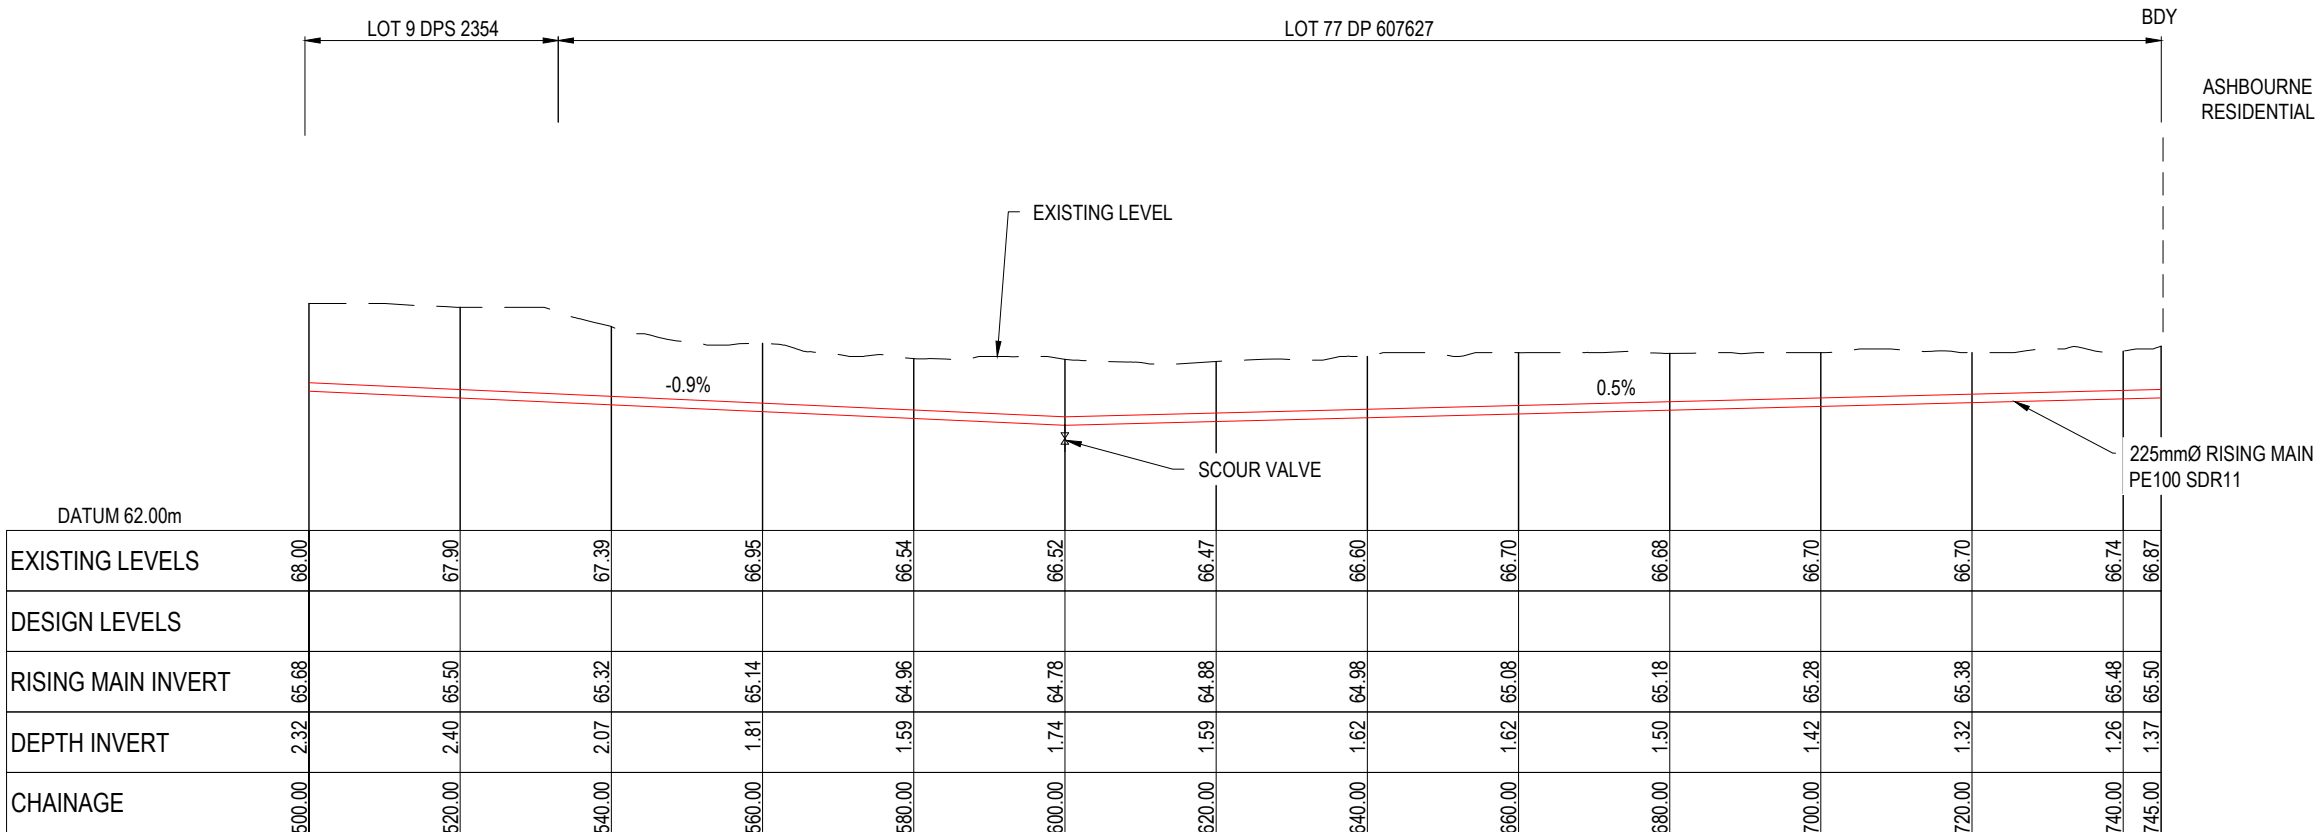 LOT 9 DPS 2354
LOT 77 DP 607627
BDY
ASHBOURNE
RESIDENTIAL
EXISTING LEVEL
-0.9%
0.5%
SCOUR VALVE
225mmØ RISING MAIN
PE100 SDR11
DATUM 62.00m
EXISTING LEVELS 68.00 67.90 67.39 66.95 66.54 66.52 66.47 66.60 66.70 66.68 66.70 66.70 66.74 66.87
DESIGN LEVELS
RISING MAIN INVERT 65.68 65.50 65.32 65.14 64.96 64.78 64.88 64.98 65.08 65.18 65.28 65.38 65.48 65.50
DEPTH INVERT 2.32 2.40 2.07 1.81 1.59 1.74 1.59 1.62 1.62 1.50 1.42 1.32 1.26 1.37
CHAINAGE 500.00 520.00 540.00 560.00 580.00 600.00 620.00 640.00 660.00 680.00 700.00 720.00 740.00 745.00